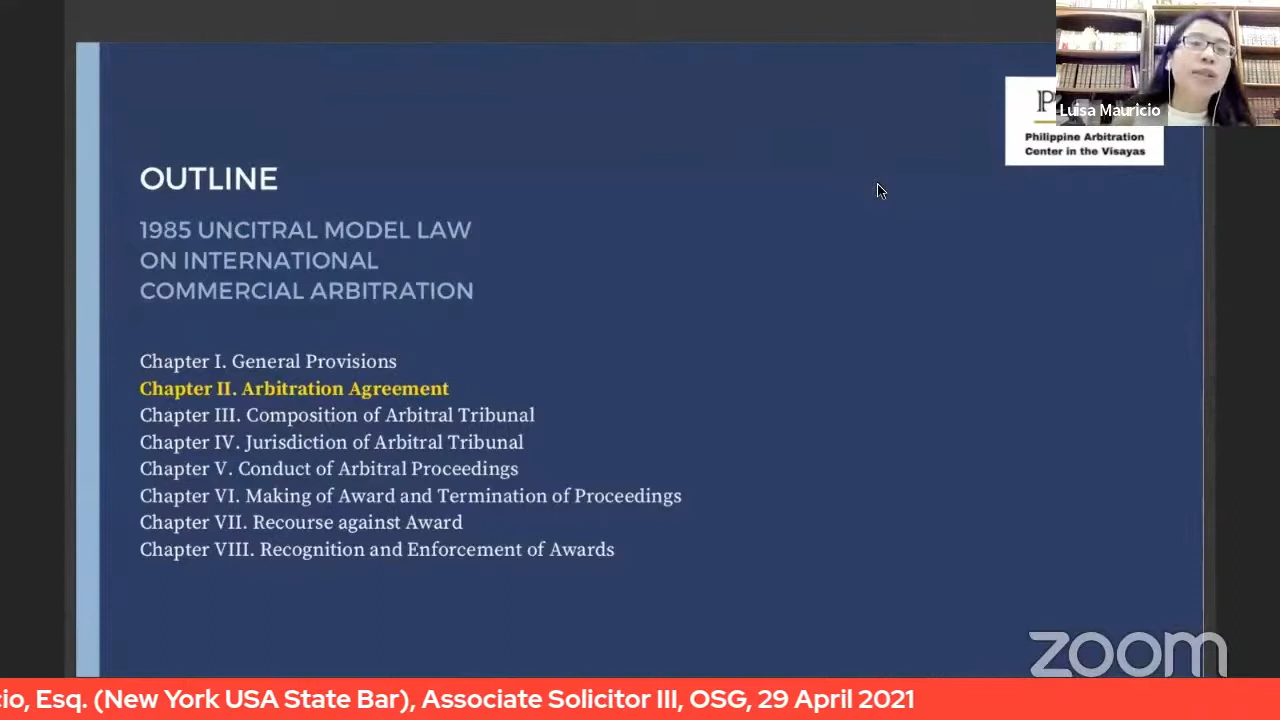 P
Luisa Mauricio
Philippine Arbitration
Center in the Visayas
OUTLINE
1985 UNCITRAL MODEL LAW
ON INTERNATIONAL
COMMERCIAL ARBITRATION
Chapter I. General Provisions
Chapter II. Arbitration Agreement
Chapter III. Composition of Arbitral Tribunal
Chapter IV. Jurisdiction of Arbitral Tribunal
Chapter V. Conduct of Arbitral Proceedings
Chapter VI. Making of Award and Termination of Proceedings
Chapter VII. Recourse against Award
Chapter VIII. Recognition and Enforcement of Awards
zoom
cio, Esq. (New York USA State Bar), Associate Solicitor III, OSG, 29 April 2021